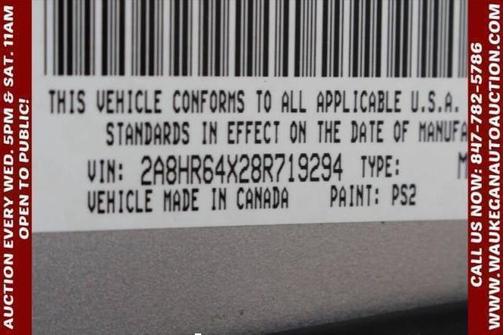 AUCTION EVERY WED. 5PM & SAT. 11AM
OPEN TO PUBLIC!
THIS VEHICLE CONFORMS TO ALL APPLICABLE U.S.A.
STANDARDS IN EFFECT ON THE DATE OF MANUFA
VIN: 2A8HR64X28R719294 TYPE: M
VEHICLE MADE IN CANADA PAINT: PS2
CALL US NOW: 847-782-5786
WWW.WAUKEGANAUTOAUCTION.COM